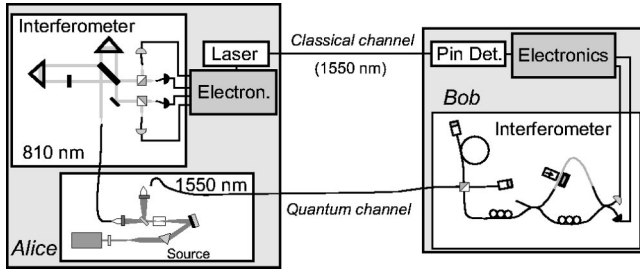 Interferometer
Laser
Classical channel
(1550 nm)
Pin Det.
Electronics
Electron.
Bob
Interferometer
810 nm
1550 nm
Quantum channel
Alice
Source